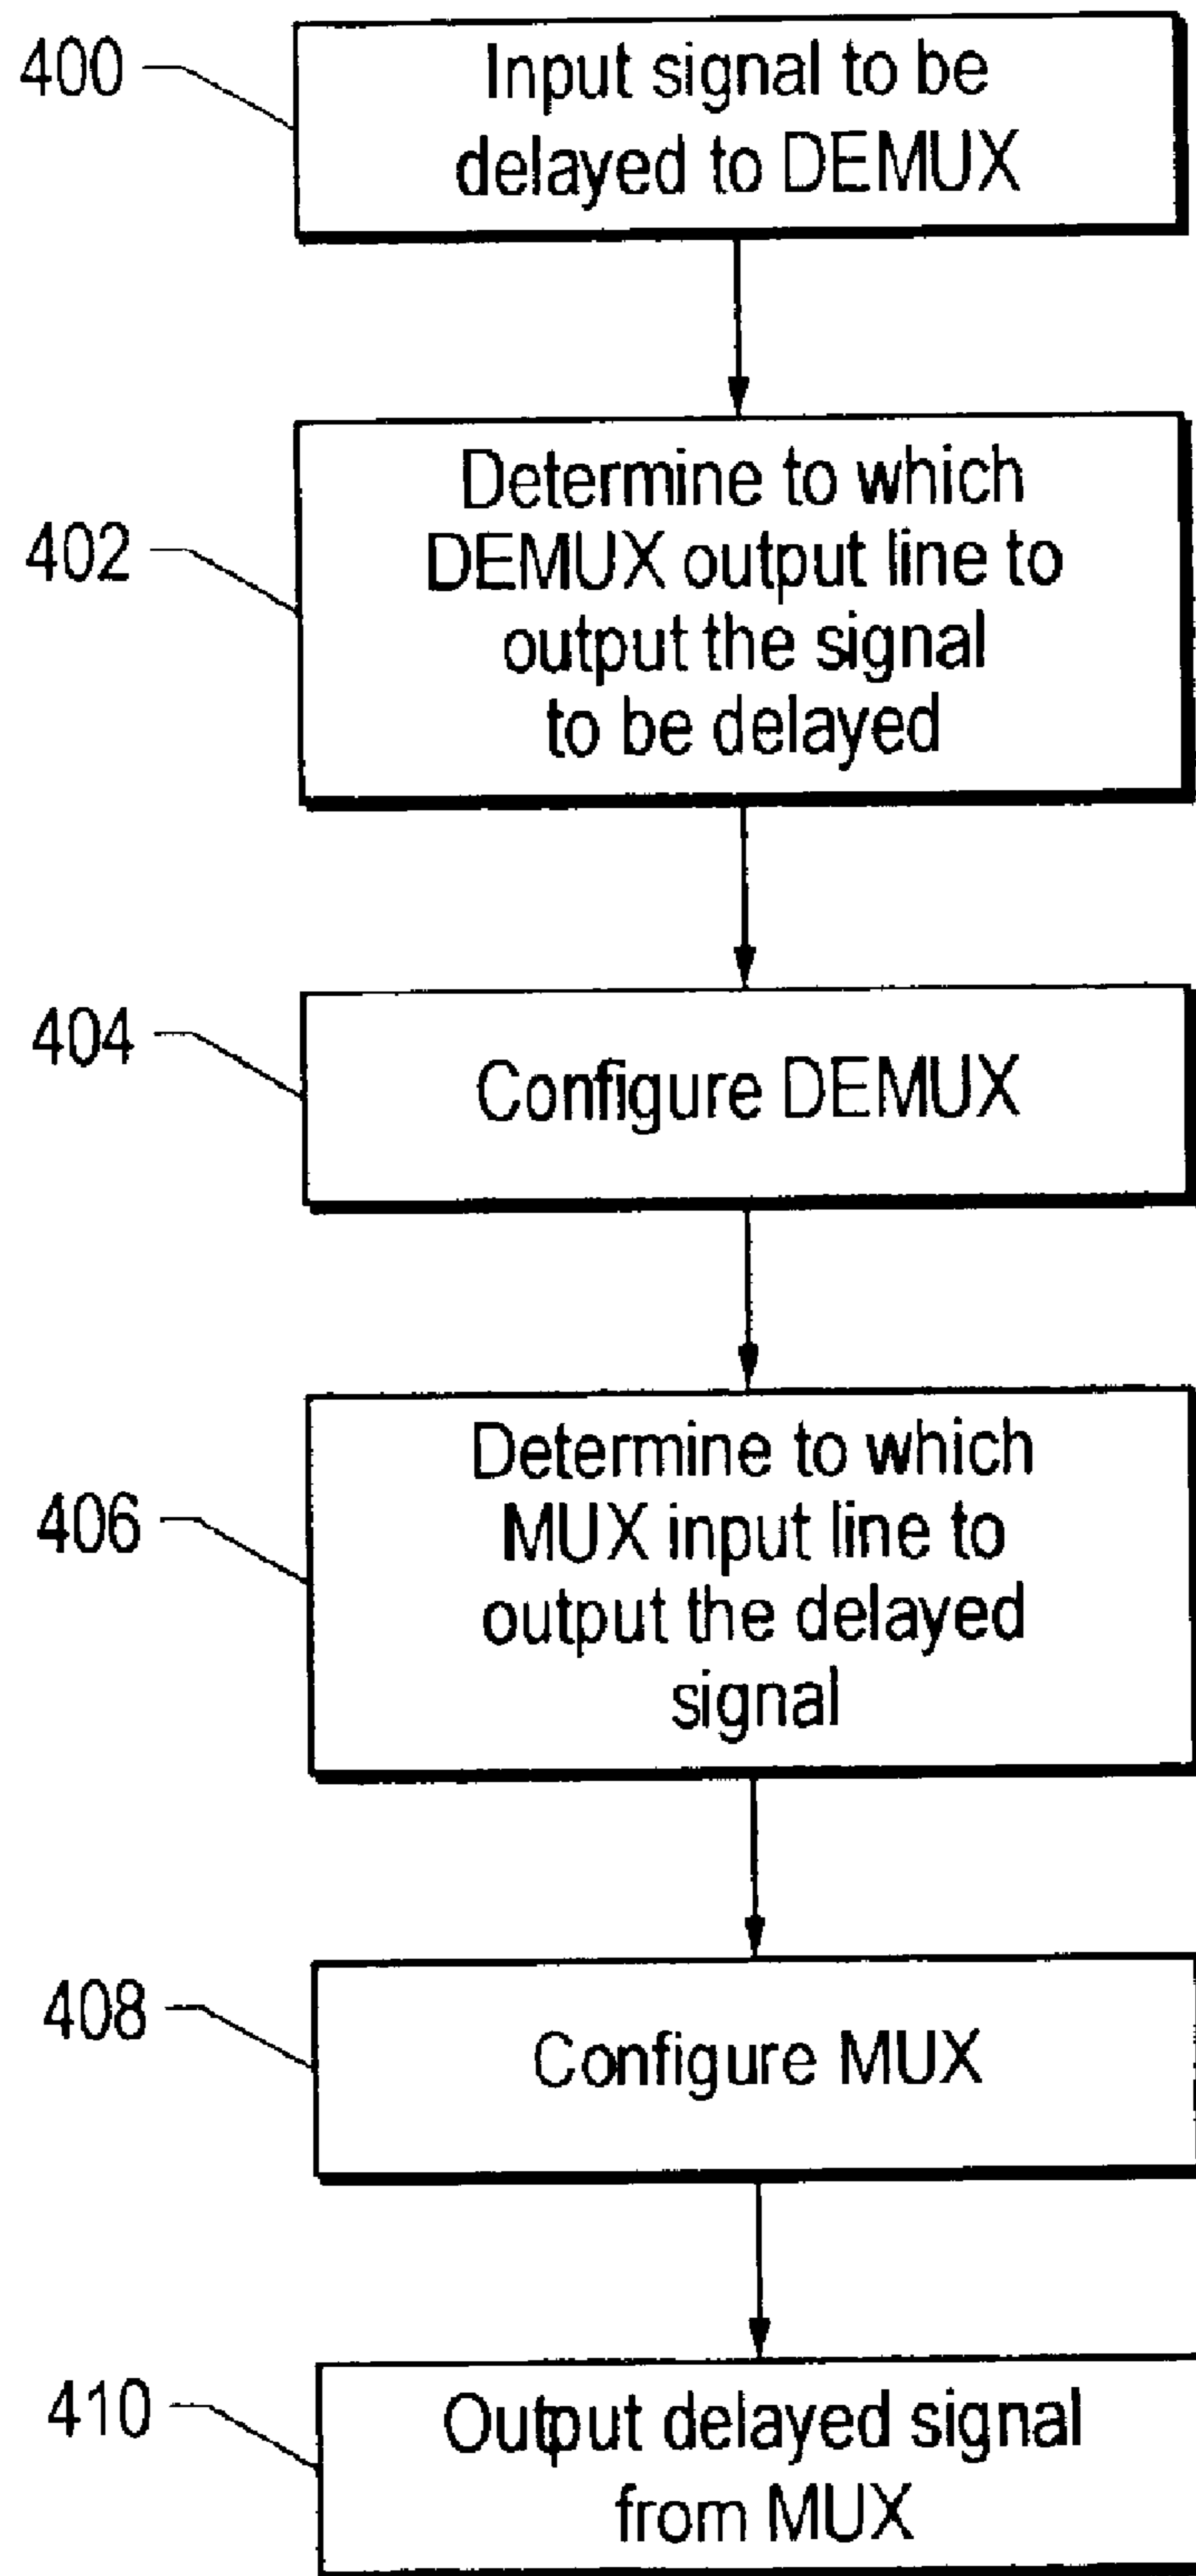 400
Input signal to be
delayed to DEMUX
402
Determine to which
DEMUX output line to
output the signal
to be delayed
404
Configure DEMUX
406
Determine to which
MUX input line to
output the delayed
signal
408
Configure MUX
410
Output delayed signal
from MUX